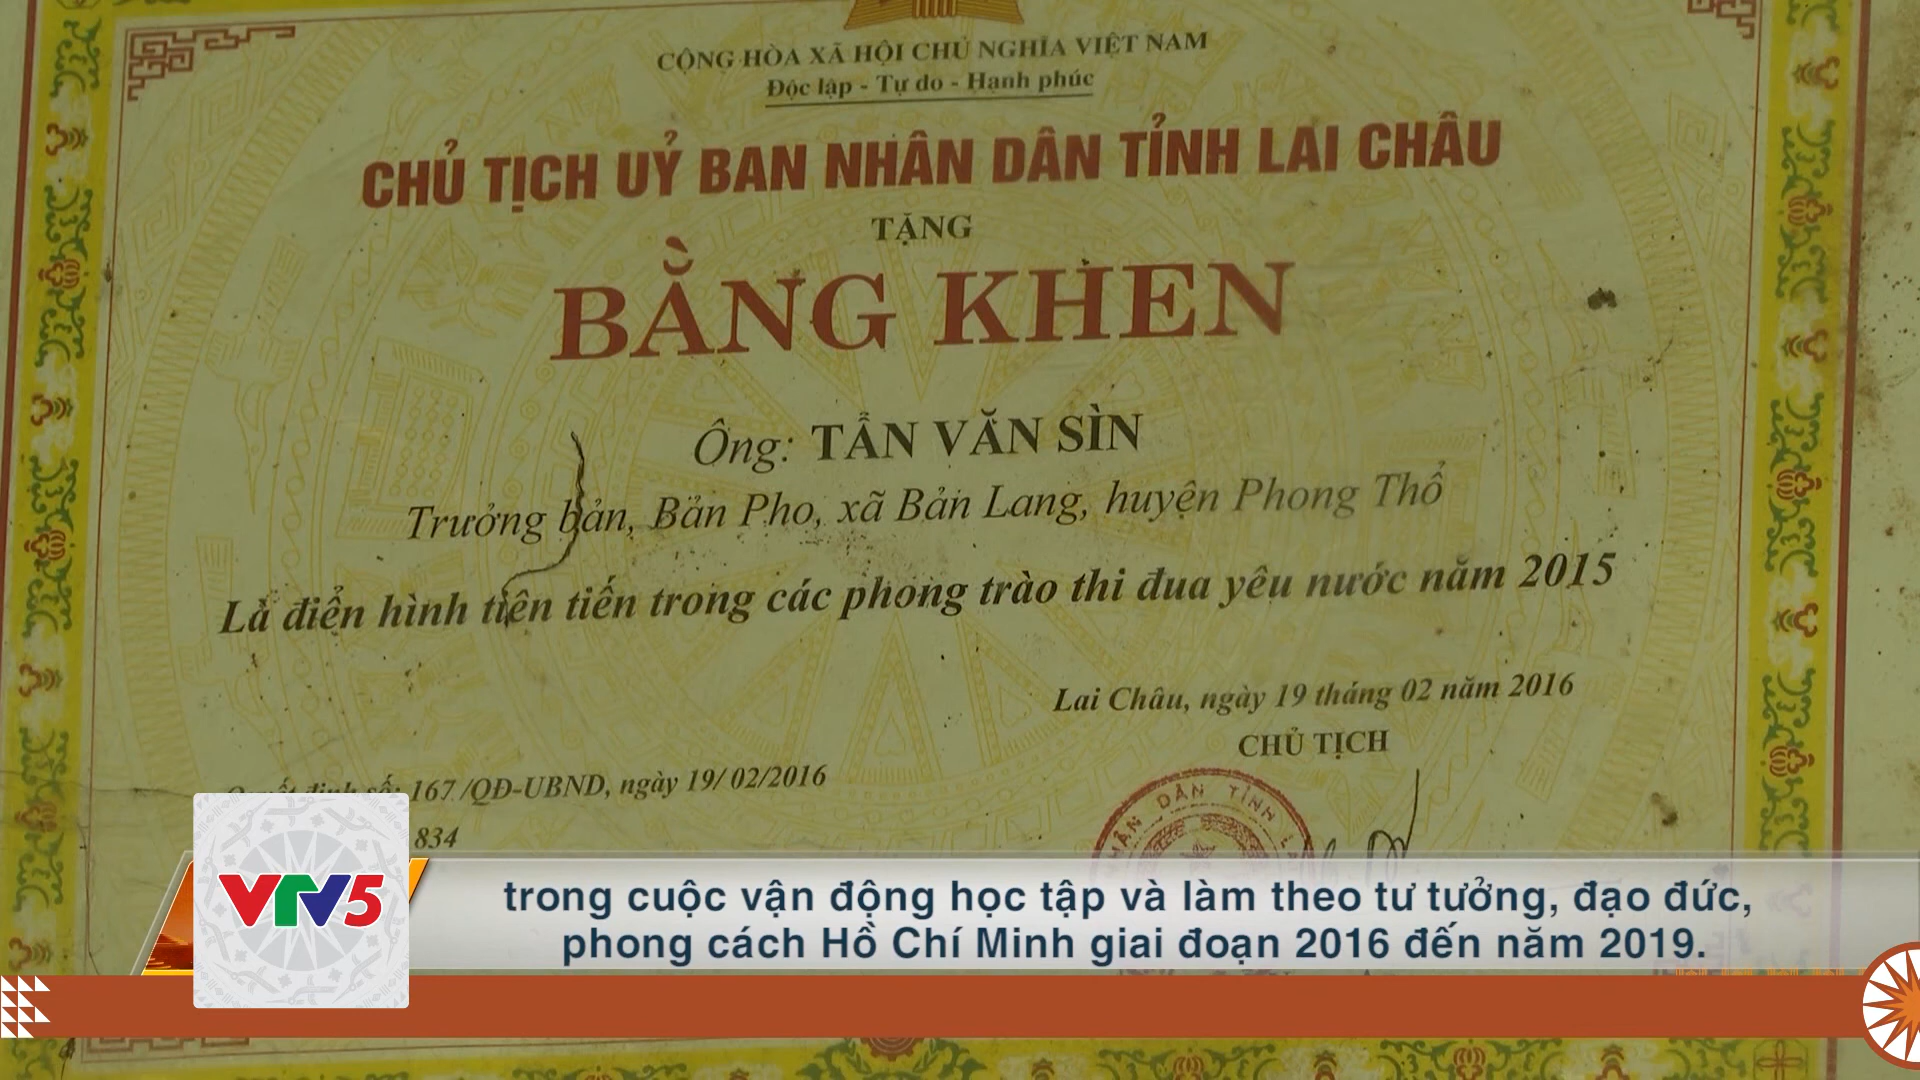 CỘNG HÒA XÃ HỘI CHỦ NGHĨA VIỆT NAM
Độc lập - Tự do - Hạnh phúc
CHỦ TỊCH UỶ BAN NHÂN DÂN TỈNH LAI CHÂU
TẶNG
BẰNG KHEN
Ông: TẨN VĂN SÌN
Trưởng bản, Bản Pho, xã Bản Lang, huyện Phong Thổ
Là điển hình tiên tiến trong các phong trào thi đua yêu nước năm 2015
Lai Châu, ngày 19 tháng 02 năm 2016
CHỦ TỊCH
Quyết định số: 167 /QĐ-UBND, ngày 19/ 02/2016
834
DÂN TỈNH
VTV5
trong cuộc vận động học tập và làm theo tư tưởng, đạo đức,
phong cách Hồ Chí Minh giai đoạn 2016 đến năm 2019.